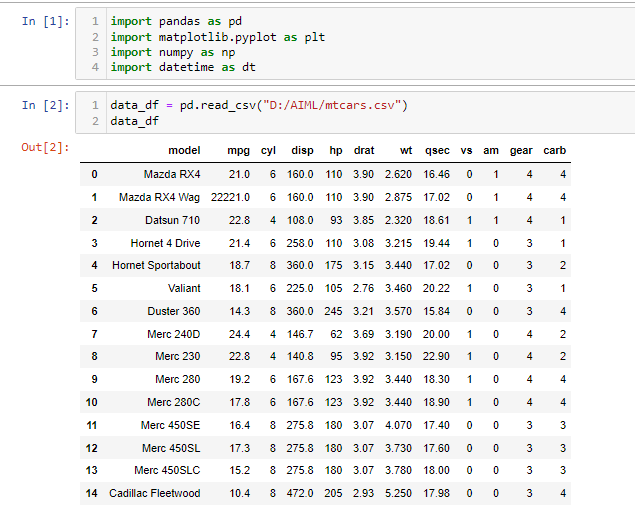 In [1]: 1 import pandas as pd
2 import matplotlib.pyplot as plt
3 import numpy as np
4 import datetime as dt
In [2]: 1 data_df = pd.read_csv("D:/AIML/mtcars.csv")
2 data_df
Out[2]:
model mpg cyl disp hp drat wt qsec vs am gear carb
0 Mazda RX4 21.0 6 160.0 110 3.90 2.620 16.46 0 1 4 4
1 Mazda RX4 Wag 22221.0 6 160.0 110 3.90 2.875 17.02 0 1 4 4
2 Datsun 710 22.8 4 108.0 93 3.85 2.320 18.61 1 1 4 1
3 Hornet 4 Drive 21.4 6 258.0 110 3.08 3.215 19.44 1 0 3 1
4 Hornet Sportabout 18.7 8 360.0 175 3.15 3.440 17.02 0 0 3 2
5 Valiant 18.1 6 225.0 105 2.76 3.460 20.22 1 0 3 1
6 Duster 360 14.3 8 360.0 245 3.21 3.570 15.84 0 0 3 4
7 Merc 240D 24.4 4 146.7 62 3.69 3.190 20.00 1 0 4 2
8 Merc 230 22.8 4 140.8 95 3.92 3.150 22.90 1 0 4 2
9 Merc 280 19.2 6 167.6 123 3.92 3.440 18.30 1 0 4 4
10 Merc 280C 17.8 6 167.6 123 3.92 3.440 18.90 1 0 4 4
11 Merc 450SE 16.4 8 275.8 180 3.07 4.070 17.40 0 0 3 3
12 Merc 450SL 17.3 8 275.8 180 3.07 3.730 17.60 0 0 3 3
13 Merc 450SLC 15.2 8 275.8 180 3.07 3.780 18.00 0 0 3 3
14 Cadillac Fleetwood 10.4 8 472.0 205 2.93 5.250 17.98 0 0 3 4